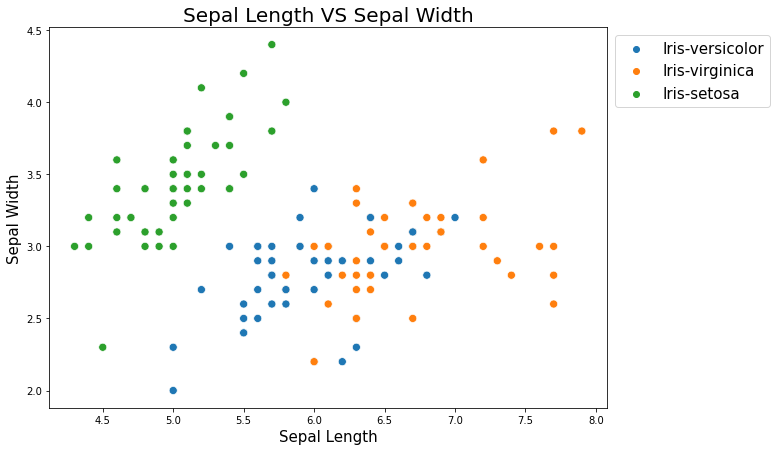 Sepal Length VS Sepal Width
Iris-versicolor
Iris-virginica
Iris-setosa
Sepal Width
4.5
4.0
3.5
3.0
2.5
2.0
4.5 5.0 5.5 6.0 6.5 7.0 7.5 8.0
Sepal Length